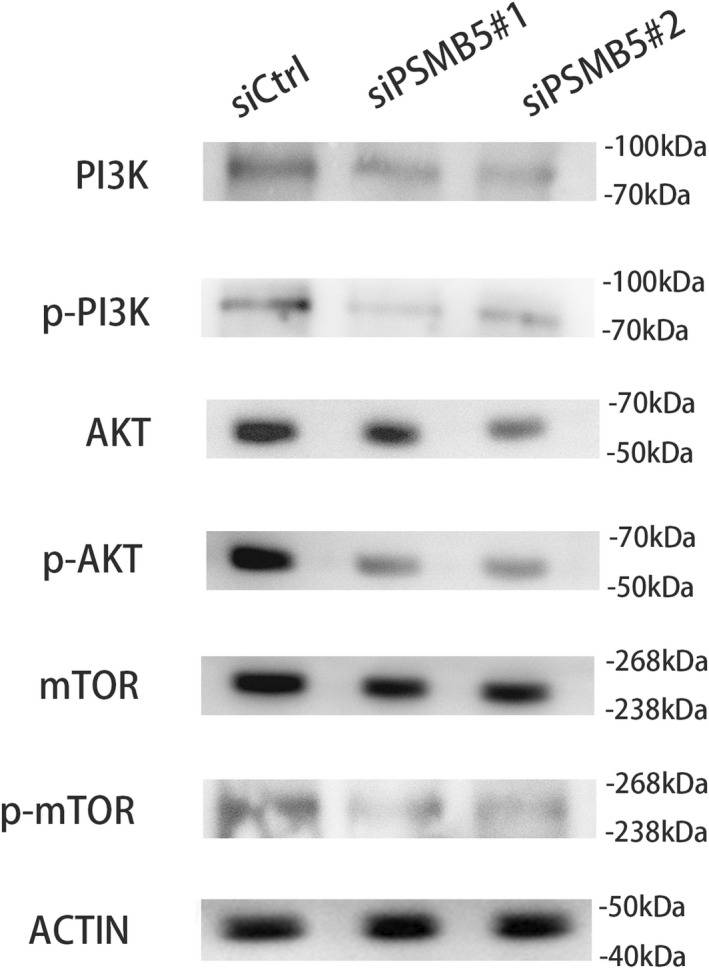 siCtrl siPSMB5#1 siPSMB5#2
PI3K -100kDa
-70kDa
p-PI3K -100kDa
-70kDa
AKT -70kDa
-50kDa
p-AKT -70kDa
-50kDa
mTOR -268kDa
-238kDa
p-mTOR -268kDa
-238kDa
ACTIN -50kDa
-40kDa